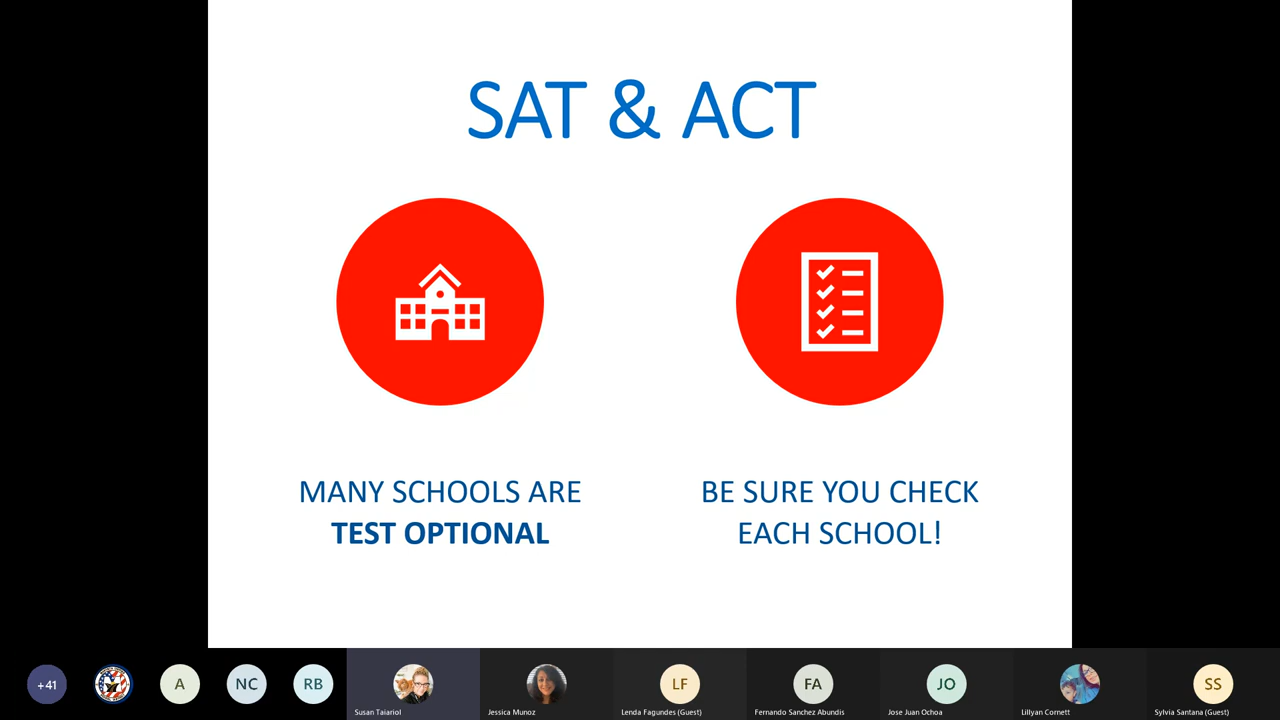 SAT & ACT
MANY SCHOOLS ARE
TEST OPTIONAL
BE SURE YOU CHECK
EACH SCHOOL!
+41
A
NC
RB
Susan Taiariol
Jessica Munoz
LF
Lenda Fagundes (Guest)
FA
Fernando Sanchez Abundis
JO
Jose Juan Ochoa
Lillyan Cornett
SS
Sylvia Santana (Guest)